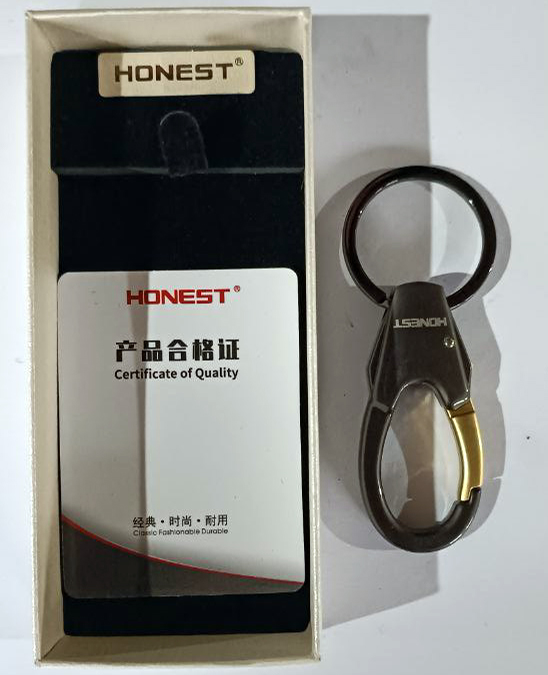 HONEST®
HONEST®
产品合格证
Certificate of Quality
经典·时尚·耐用
Classic Fashionable Durable
HONEST